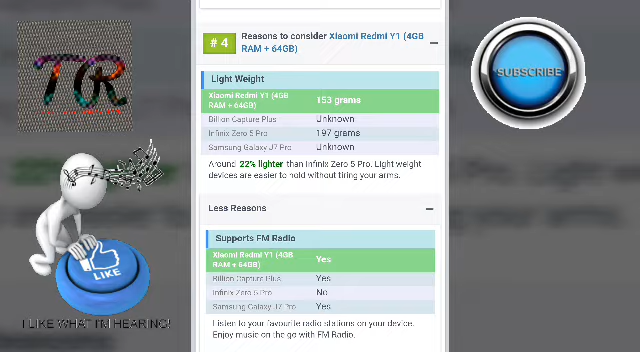 TR
LIKE
I LIKE WHAT I'M HEARING!
# 4
Reasons to consider Xiaomi Redmi Y1 (4GB
RAM + 64GB)
Light Weight
Xiaomi Redmi Y1 (4GB
RAM + 64GB)
153 grams
Billion Capture Plus Unknown
Infinix Zero 5 Pro 197 grams
Samsung Galaxy J7 Pro Unknown
Around 22% lighter than Infinix Zero 5 Pro. Light weight
devices are easier to hold without tiring your arms.
Less Reasons
Supports FM Radio
Xiaomi Redmi Y1 (4GB
RAM + 64GB)
Yes
Billion Capture Plus Yes
Infinix Zero 5 Pro No
Samsung Galaxy J7 Pro Yes
Listen to your favourite radio stations on your device.
Enjoy music on the go with FM Radio.
SUBSCRIBE